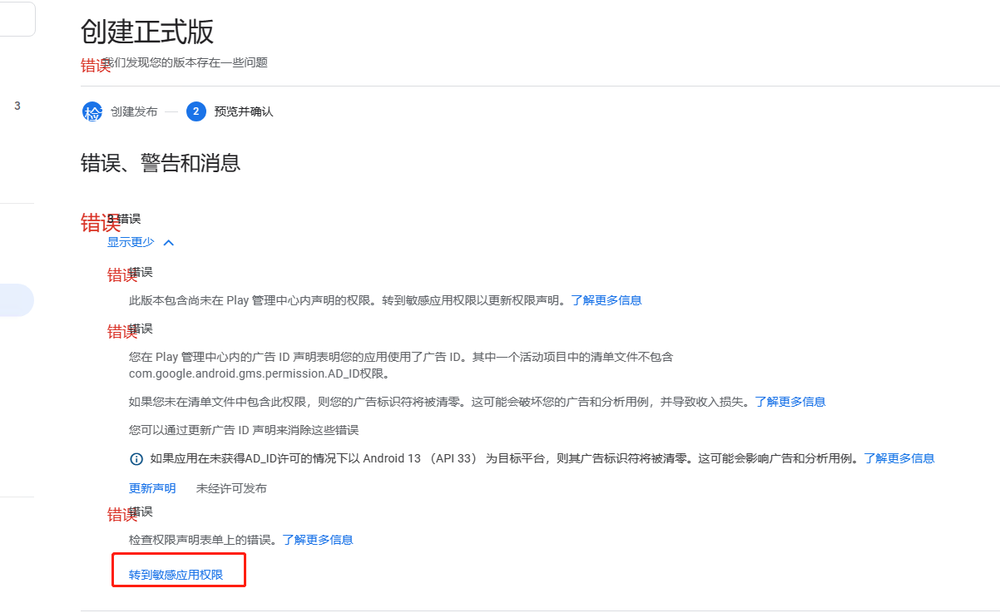 创建正式版
错误我们发现您的版本存在一些问题
3
检 创建发布 — 2 预览并确认
错误、警告和消息
错误 3 错误
显示更少
错误 错误
此版本包含尚未在 Play 管理中心内声明的权限。转到敏感应用权限以更新权限声明。了解更多信息
错误 错误
您在 Play 管理中心内的广告 ID 声明表明您的应用使用了广告 ID。其中一个活动项目中的清单文件不包含
com.google.android.gms.permission.AD_ID权限。
如果您未在清单文件中包含此权限，则您的广告标识符将被清零。这可能会破坏您的广告和分析用例，并导致收入损失。了解更多信息
您可以通过更新广告 ID 声明来消除这些错误
如果应用在未获得AD_ID许可的情况下以 Android 13 （API 33） 为目标平台，则其广告标识符将被清零。这可能会影响广告和分析用例。了解更多信息
更新声明 未经许可发布
错误 错误
检查权限声明表单上的错误。了解更多信息
转到敏感应用权限